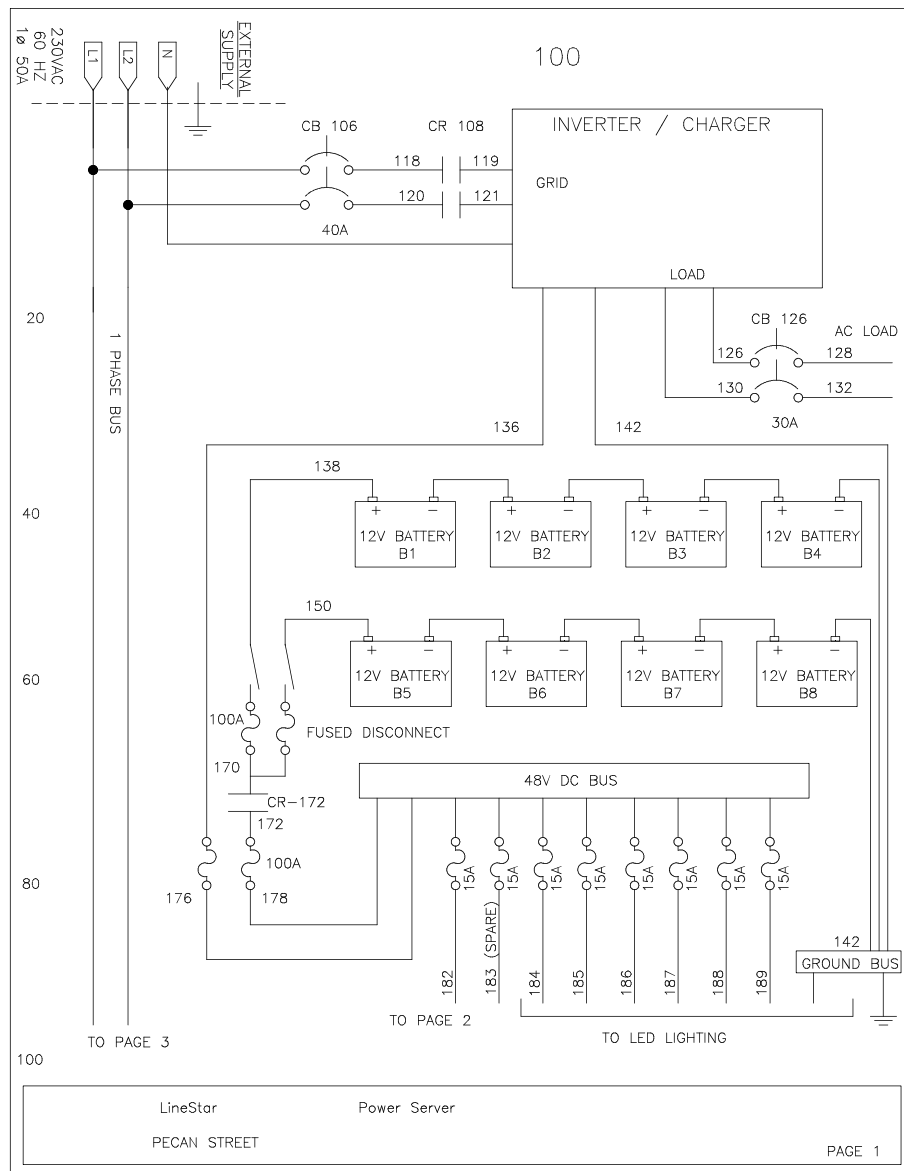 230VAC
60 HZ
1ø 50A
L1
L2
N
EXTERNAL
SUPPLY
100
CB 106
CR 108
INVERTER / CHARGER
118
119
GRID
120
121
40A
LOAD
20
1 PHASE BUS
CB 126
AC LOAD
126
128
130
132
30A
136
142
138
40
+ −
12V BATTERY
B1
+ −
12V BATTERY
B2
+ −
12V BATTERY
B3
+ −
12V BATTERY
B4
150
60
+ −
12V BATTERY
B5
+ −
12V BATTERY
B6
+ −
12V BATTERY
B7
+ −
12V BATTERY
B8
100A
FUSED DISCONNECT
170
48V DC BUS
CR-172
172
100A
80
176
178
15A
15A
15A
15A
15A
15A
15A
15A
182
183 (SPARE)
184
185
186
187
188
189
142
GROUND BUS
TO PAGE 2
TO LED LIGHTING
TO PAGE 3
100
LineStar Power Server
PECAN STREET
PAGE 1